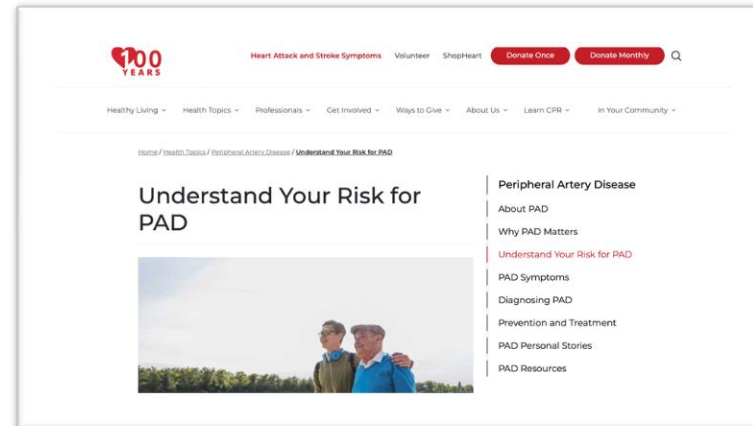 100
YEARS
Heart Attack and Stroke Symptoms Volunteer ShopHeart Donate Once Donate Monthly
Healthy Living Health Topics Professionals Get Involved Ways to Give About Us Learn CPR In Your Community
Home / Health Topics / Peripheral Artery Disease / Understand Your Risk for PAD
Understand Your Risk for
PAD
Peripheral Artery Disease
About PAD
Why PAD Matters
Understand Your Risk for PAD
PAD Symptoms
Diagnosing PAD
Prevention and Treatment
PAD Personal Stories
PAD Resources